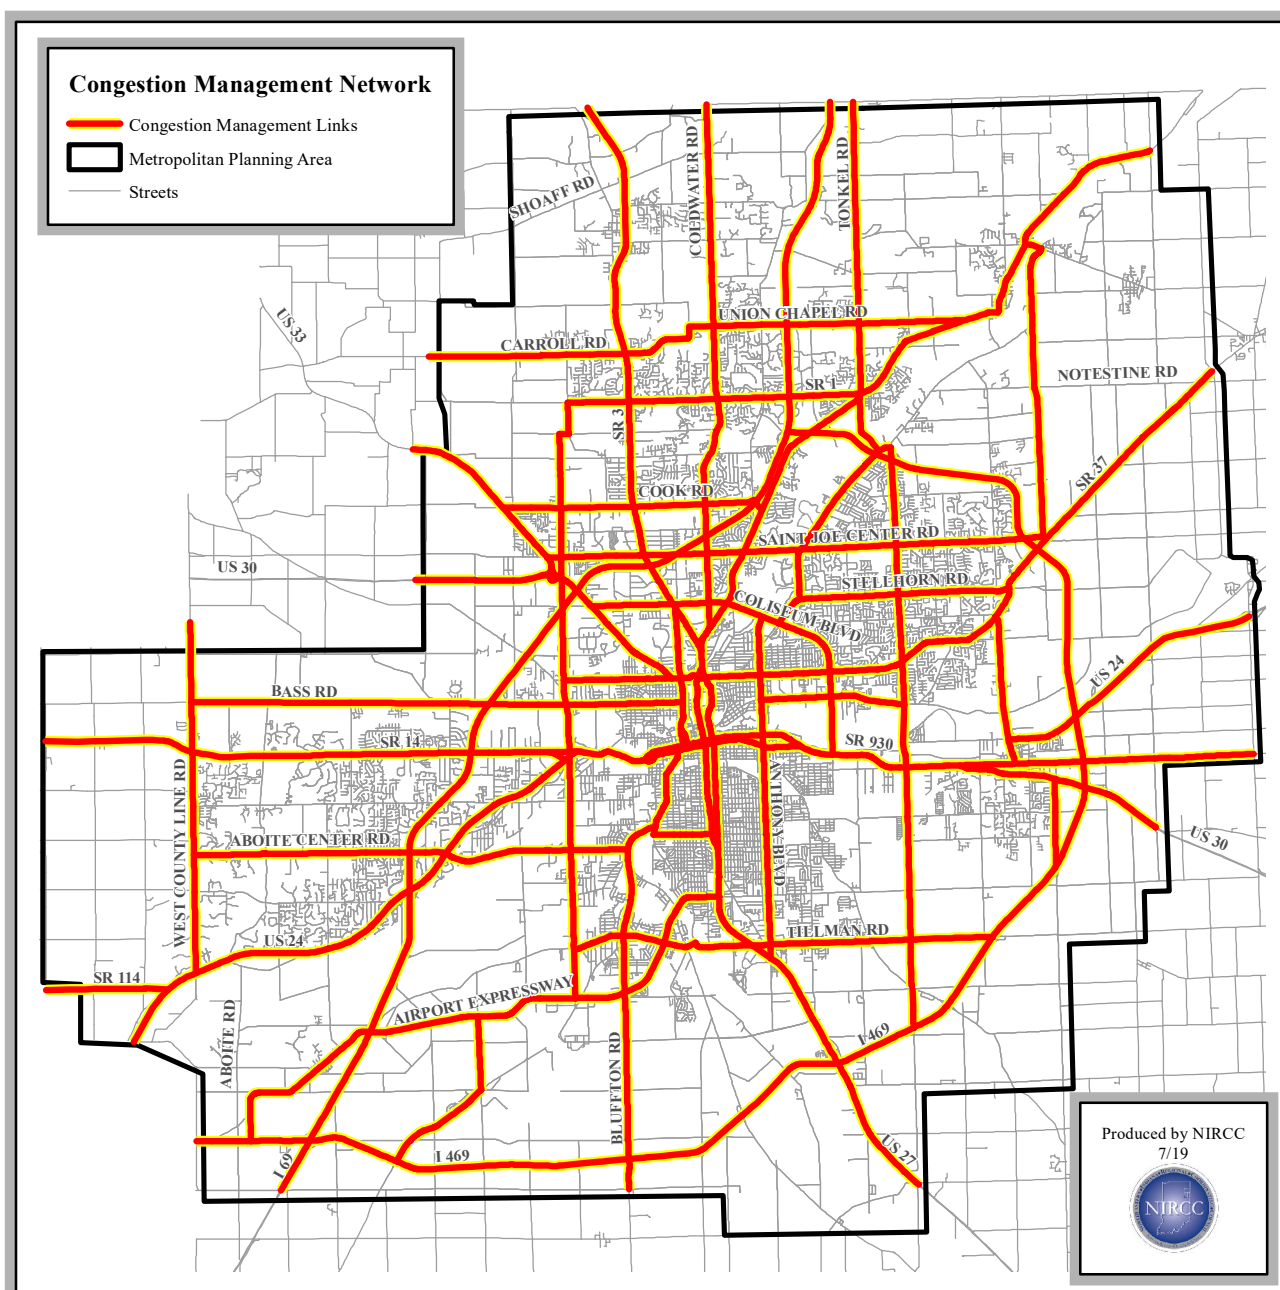 Congestion Management Network
Congestion Management Links
Metropolitan Planning Area
Streets
SHOAFF RD
COLDWATER RD
TONKEL RD
US 33
UNION CHAPEL RD
CARROLL RD
NOTESTINE RD
SR 1
SR 3
SR 37
COOK RD
SAINT JOE CENTER RD
US 30
STELLHORN RD
COLISEUM BLVD
US 24
BASS RD
SR 14
SR 930
WEST COUNTY LINE RD
ANTHONY BLVD
ABOITE CENTER RD
US 30
US 24
TILLMAN RD
SR 114
AIRPORT EXPRESSWAY
ABOITE RD
BLUFFTON RD
I 469
I 69
I 469
US 27
Produced by NIRCC
7/19
NIRCC